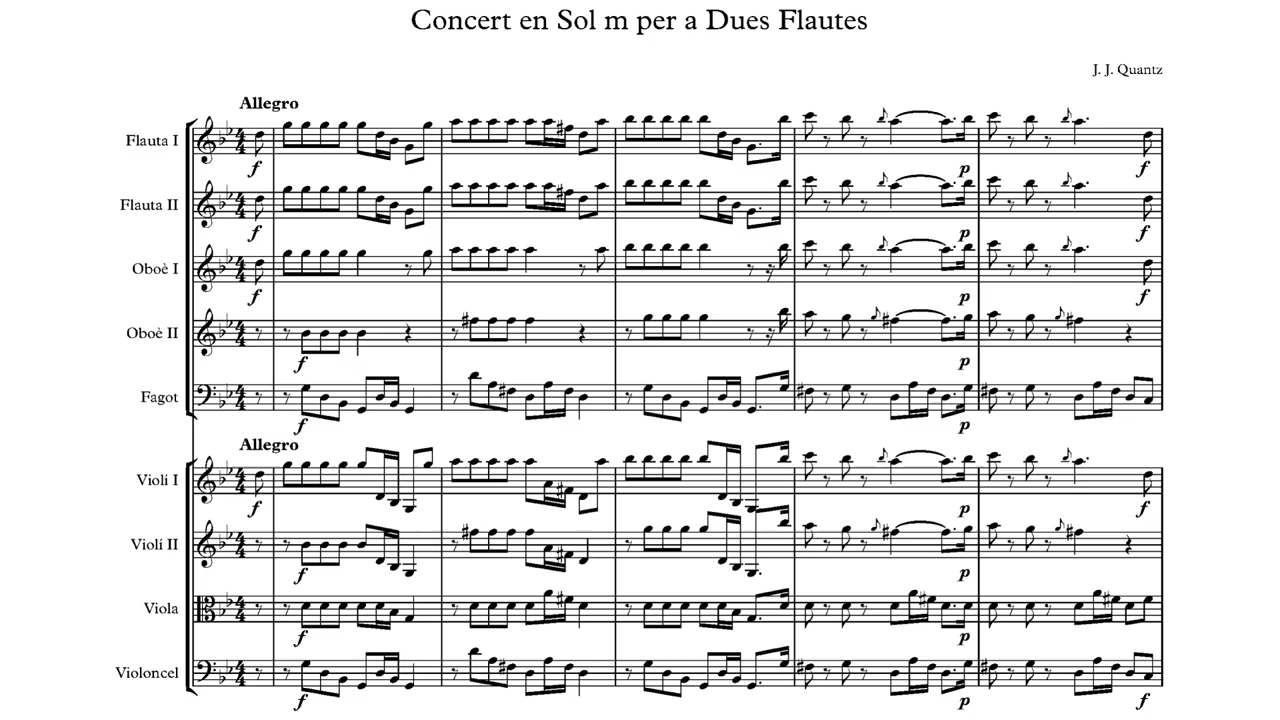 Concert en Sol m per a Dues Flautes
J. J. Quantz
Allegro
Flauta I
f
p
f
Flauta II
f
p
f
Oboè I
f
p
f
Oboè II
f
p
Fagot
f
p
Allegro
Violí I
f
p
f
Violí II
f
p
Viola
f
p
Violoncel
f
p
f